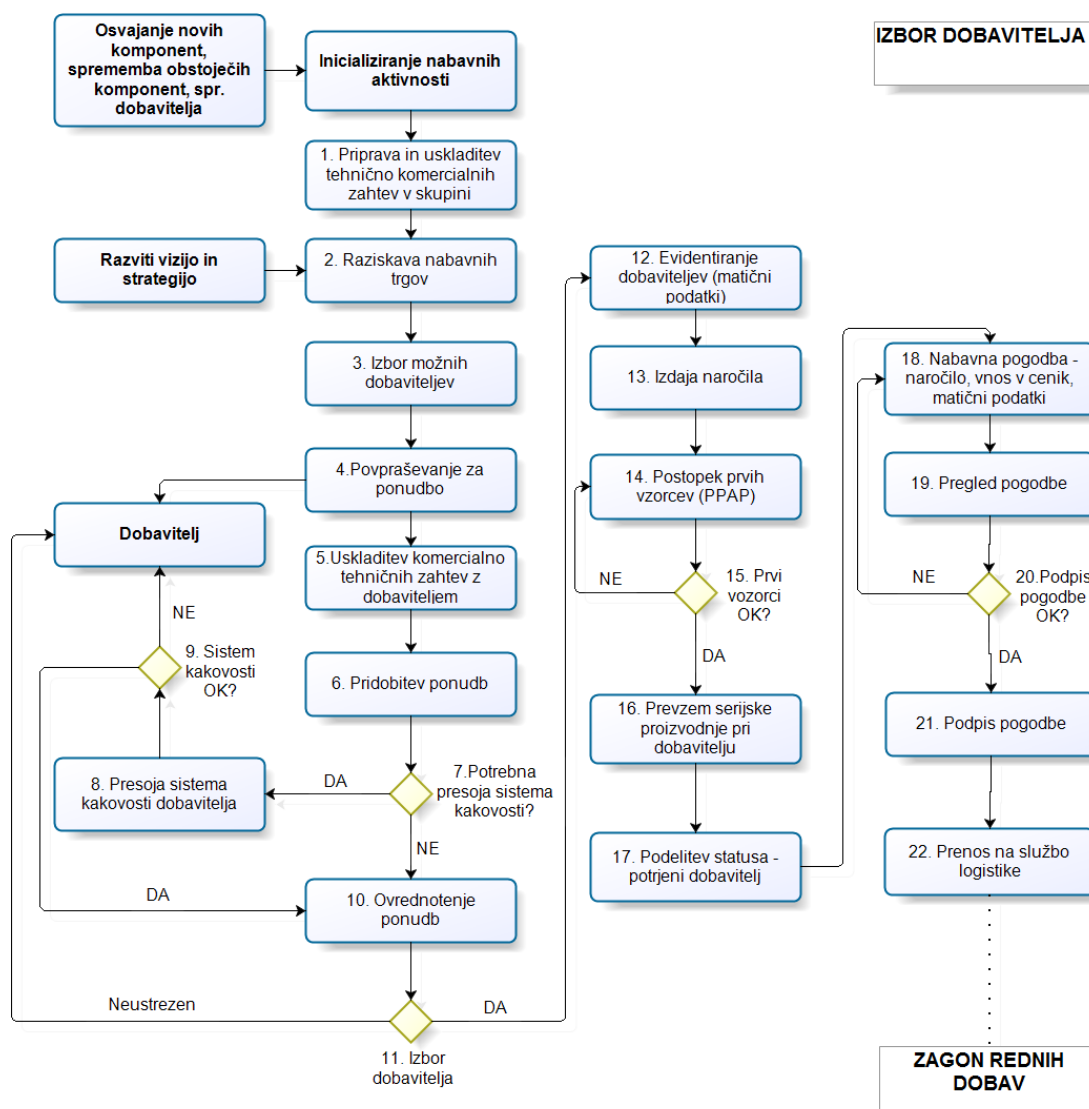 IZBOR DOBAVITELJA
Osvajanje novih
komponent,
sprememba obstoječih
komponent, spr.
dobavitelja
Inicializiranje nabavnih
aktivnosti
1. Priprava in uskladitev
tehnično komercialnih
zahtev v skupini
Razviti vizijo in
strategijo
2. Raziskava nabavnih
trgov
3. Izbor možnih
dobaviteljev
4.Povpraševanje za
ponudbo
Dobavitelj
5.Uskladitev komercialno
tehničnih zahtev z
dobaviteljem
NE
9. Sistem
kakovosti
OK?
6. Pridobitev ponudb
8. Presoja sistema
kakovosti dobavitelja
DA
7.Potrebna
presoja sistema
kakovosti?
NE
DA
10. Ovrednotenje
ponudb
Neustrezen
DA
11. Izbor
dobavitelja
12. Evidentiranje
dobaviteljev (matični
podatki)
13. Izdaja naročila
14. Postopek prvih
vzorcev (PPAP)
NE
15. Prvi
vozorci
OK?
DA
16. Prevzem serijske
proizvodnje pri
dobavitelju
17. Podelitev statusa -
potrjeni dobavitelj
18. Nabavna pogodba -
naročilo, vnos v cenik,
matični podatki
19. Pregled pogodbe
NE
20.Podpis
pogodbe
OK?
DA
21. Podpis pogodbe
22. Prenos na službo
logistike
ZAGON REDNIH
DOBAV